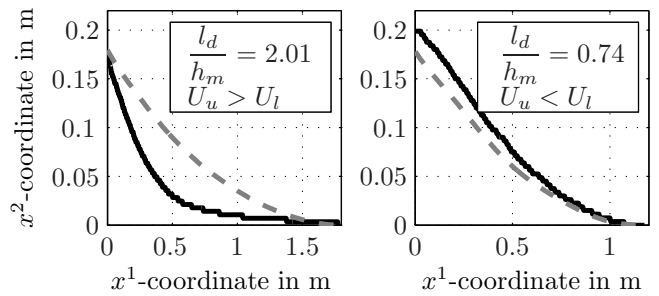 x²-coordinate in m
0.2
0.15
0.1
0.05
0
l_d
/h_m = 2.01
U_u > U_l
0 0.5 1 1.5
x¹-coordinate in m
0.2
0.15
0.1
0.05
0
l_d
/h_m = 0.74
U_u < U_l
0 0.5 1
x¹-coordinate in m